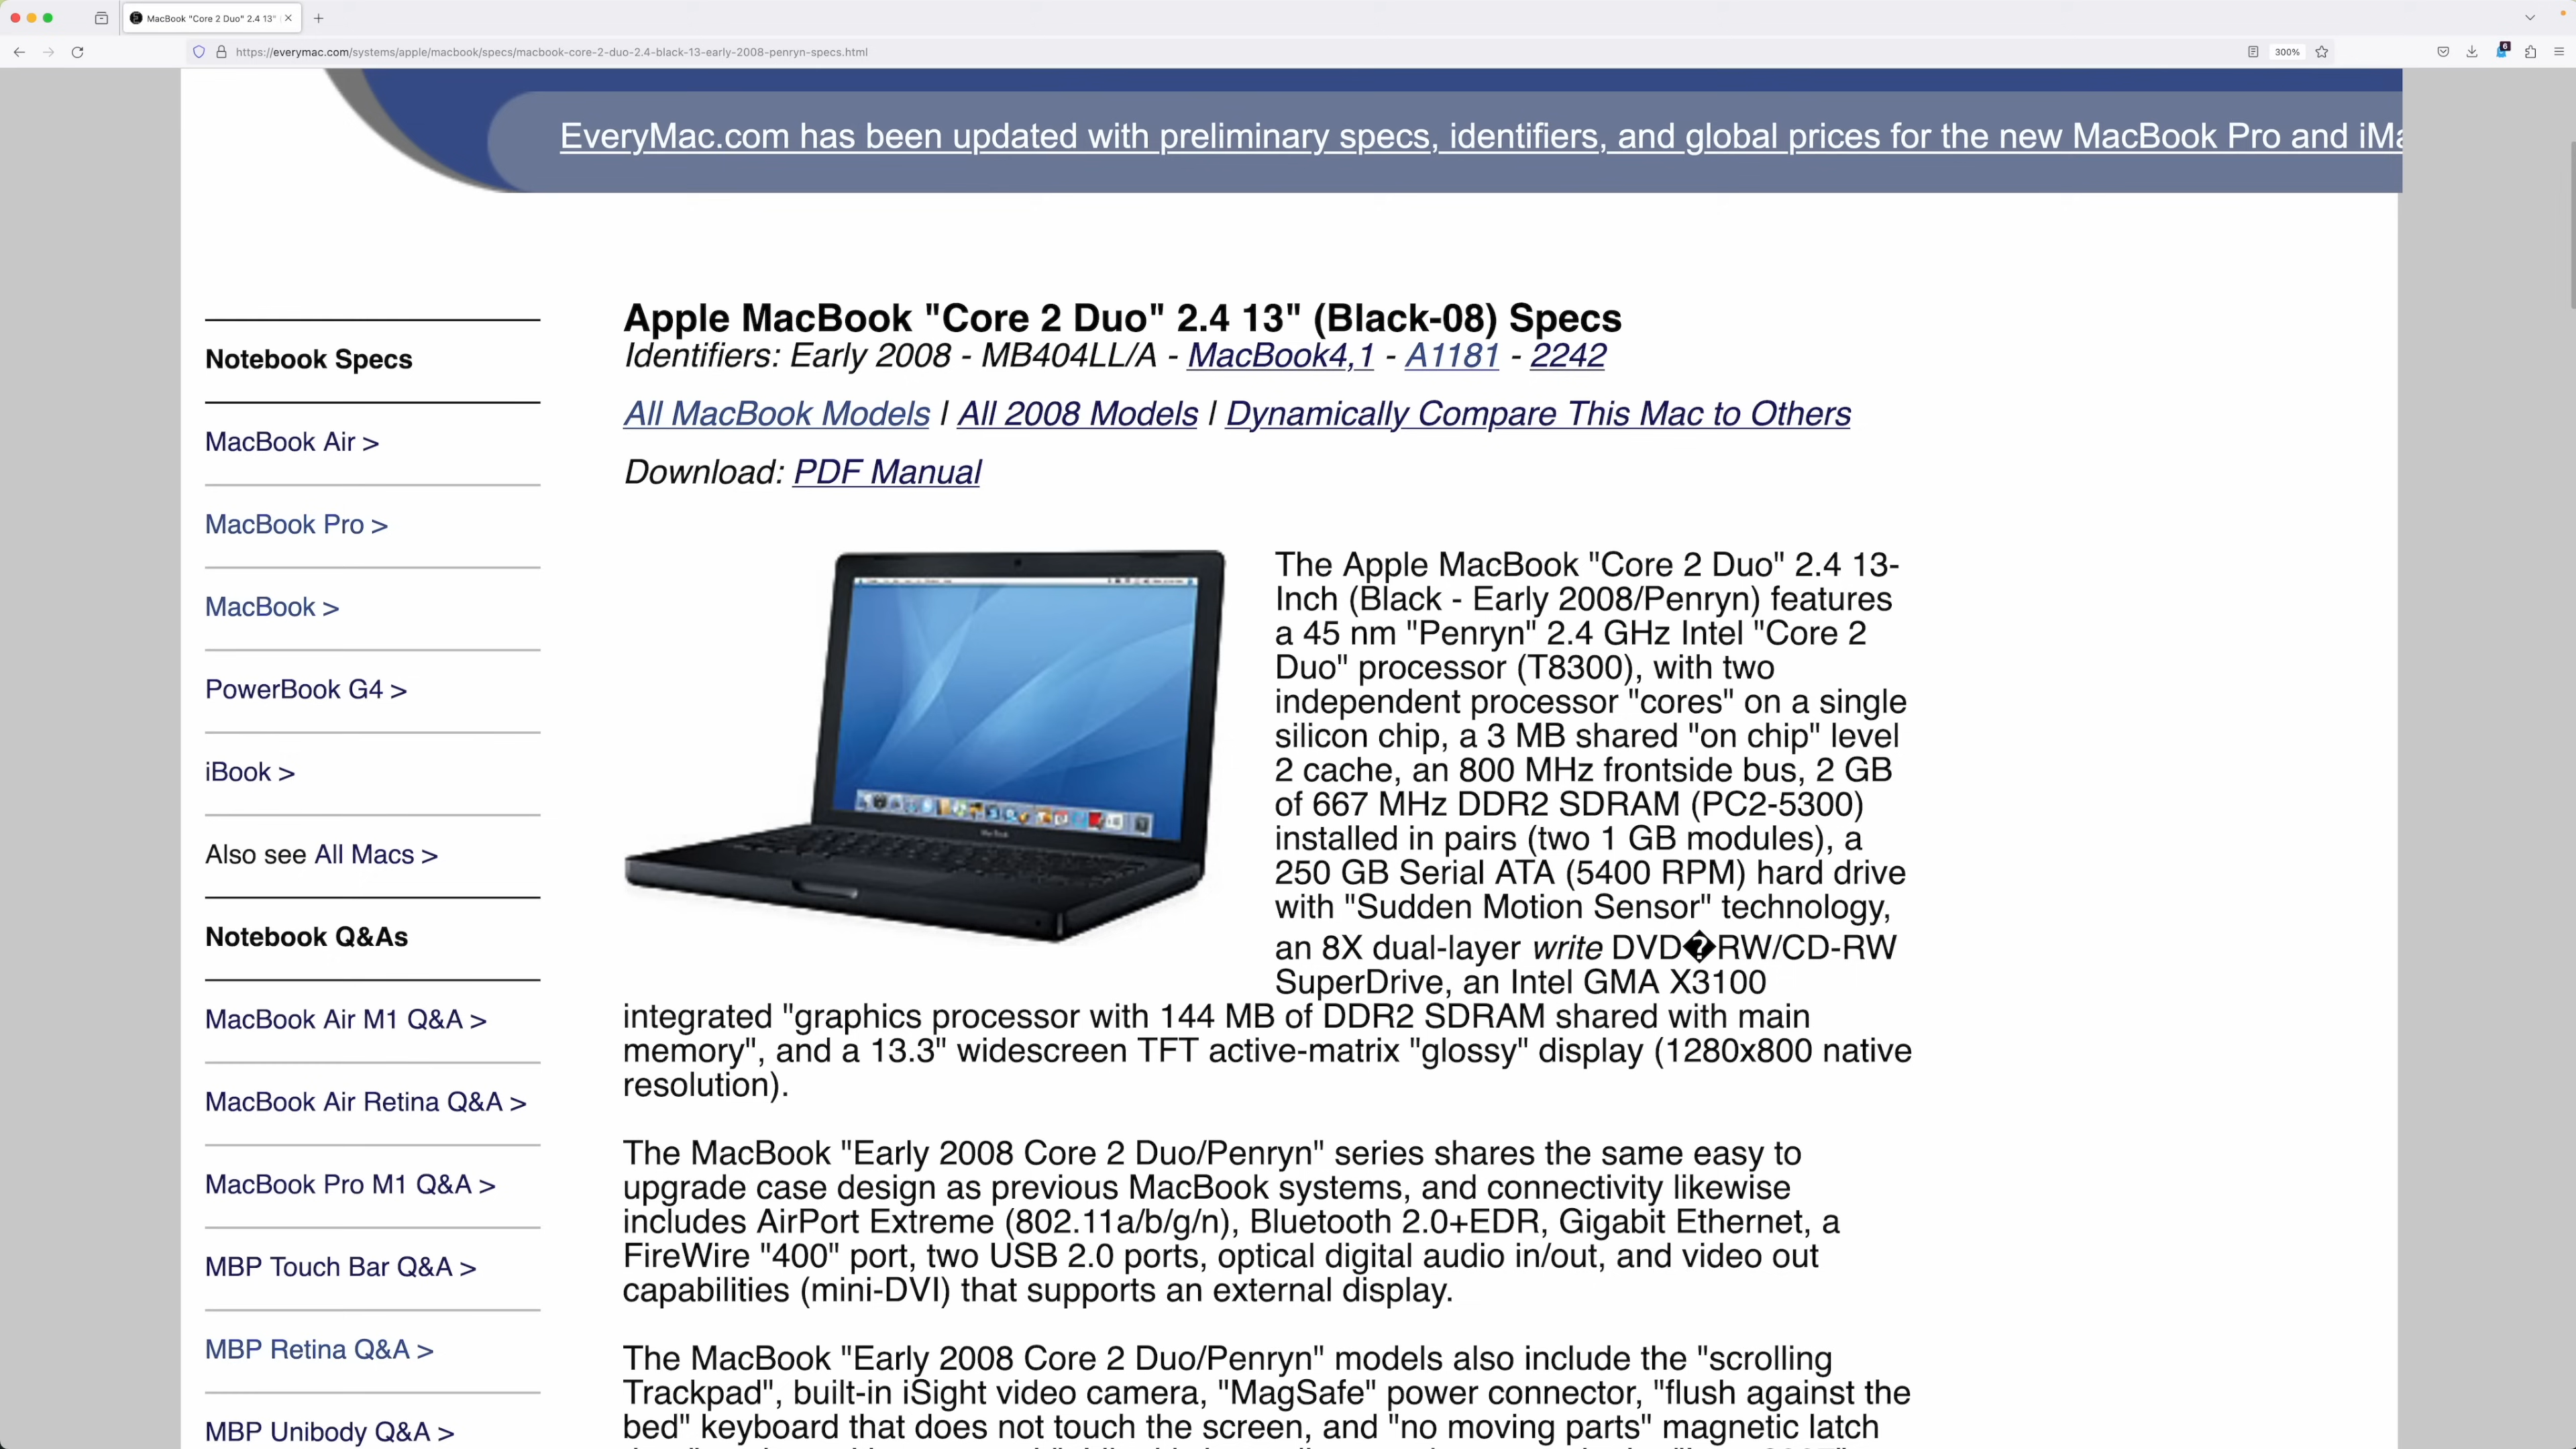 MacBook "Core 2 Duo" 2.4 13"
https://everymac.com/systems/apple/macbook/specs/macbook-core-2-duo-2.4-black-13-early-2008-penryn-specs.html
300%
6
EveryMac.com has been updated with preliminary specs, identifiers, and global prices for the new MacBook Pro and iMa
Notebook Specs
MacBook Air >
MacBook Pro >
MacBook >
PowerBook G4 >
iBook >
Also see All Macs >
Notebook Q&As
MacBook Air M1 Q&A >
MacBook Air Retina Q&A >
MacBook Pro M1 Q&A >
MBP Touch Bar Q&A >
MBP Retina Q&A >
MBP Unibody Q&A >
Apple MacBook "Core 2 Duo" 2.4 13" (Black-08) Specs
Identifiers: Early 2008 - MB404LL/A - MacBook4,1 - A1181 - 2242
All MacBook Models | All 2008 Models | Dynamically Compare This Mac to Others
Download: PDF Manual
The Apple MacBook "Core 2 Duo" 2.4 13-
Inch (Black - Early 2008/Penryn) features
a 45 nm "Penryn" 2.4 GHz Intel "Core 2
Duo" processor (T8300), with two
independent processor "cores" on a single
silicon chip, a 3 MB shared "on chip" level
2 cache, an 800 MHz frontside bus, 2 GB
of 667 MHz DDR2 SDRAM (PC2-5300)
installed in pairs (two 1 GB modules), a
250 GB Serial ATA (5400 RPM) hard drive
with "Sudden Motion Sensor" technology,
an 8X dual-layer write DVD�RW/CD-RW
SuperDrive, an Intel GMA X3100
integrated "graphics processor with 144 MB of DDR2 SDRAM shared with main
memory", and a 13.3" widescreen TFT active-matrix "glossy" display (1280x800 native
resolution).
The MacBook "Early 2008 Core 2 Duo/Penryn" series shares the same easy to
upgrade case design as previous MacBook systems, and connectivity likewise
includes AirPort Extreme (802.11a/b/g/n), Bluetooth 2.0+EDR, Gigabit Ethernet, a
FireWire "400" port, two USB 2.0 ports, optical digital audio in/out, and video out
capabilities (mini-DVI) that supports an external display.
The MacBook "Early 2008 Core 2 Duo/Penryn" models also include the "scrolling
Trackpad", built-in iSight video camera, "MagSafe" power connector, "flush against the
bed" keyboard that does not touch the screen, and "no moving parts" magnetic latch